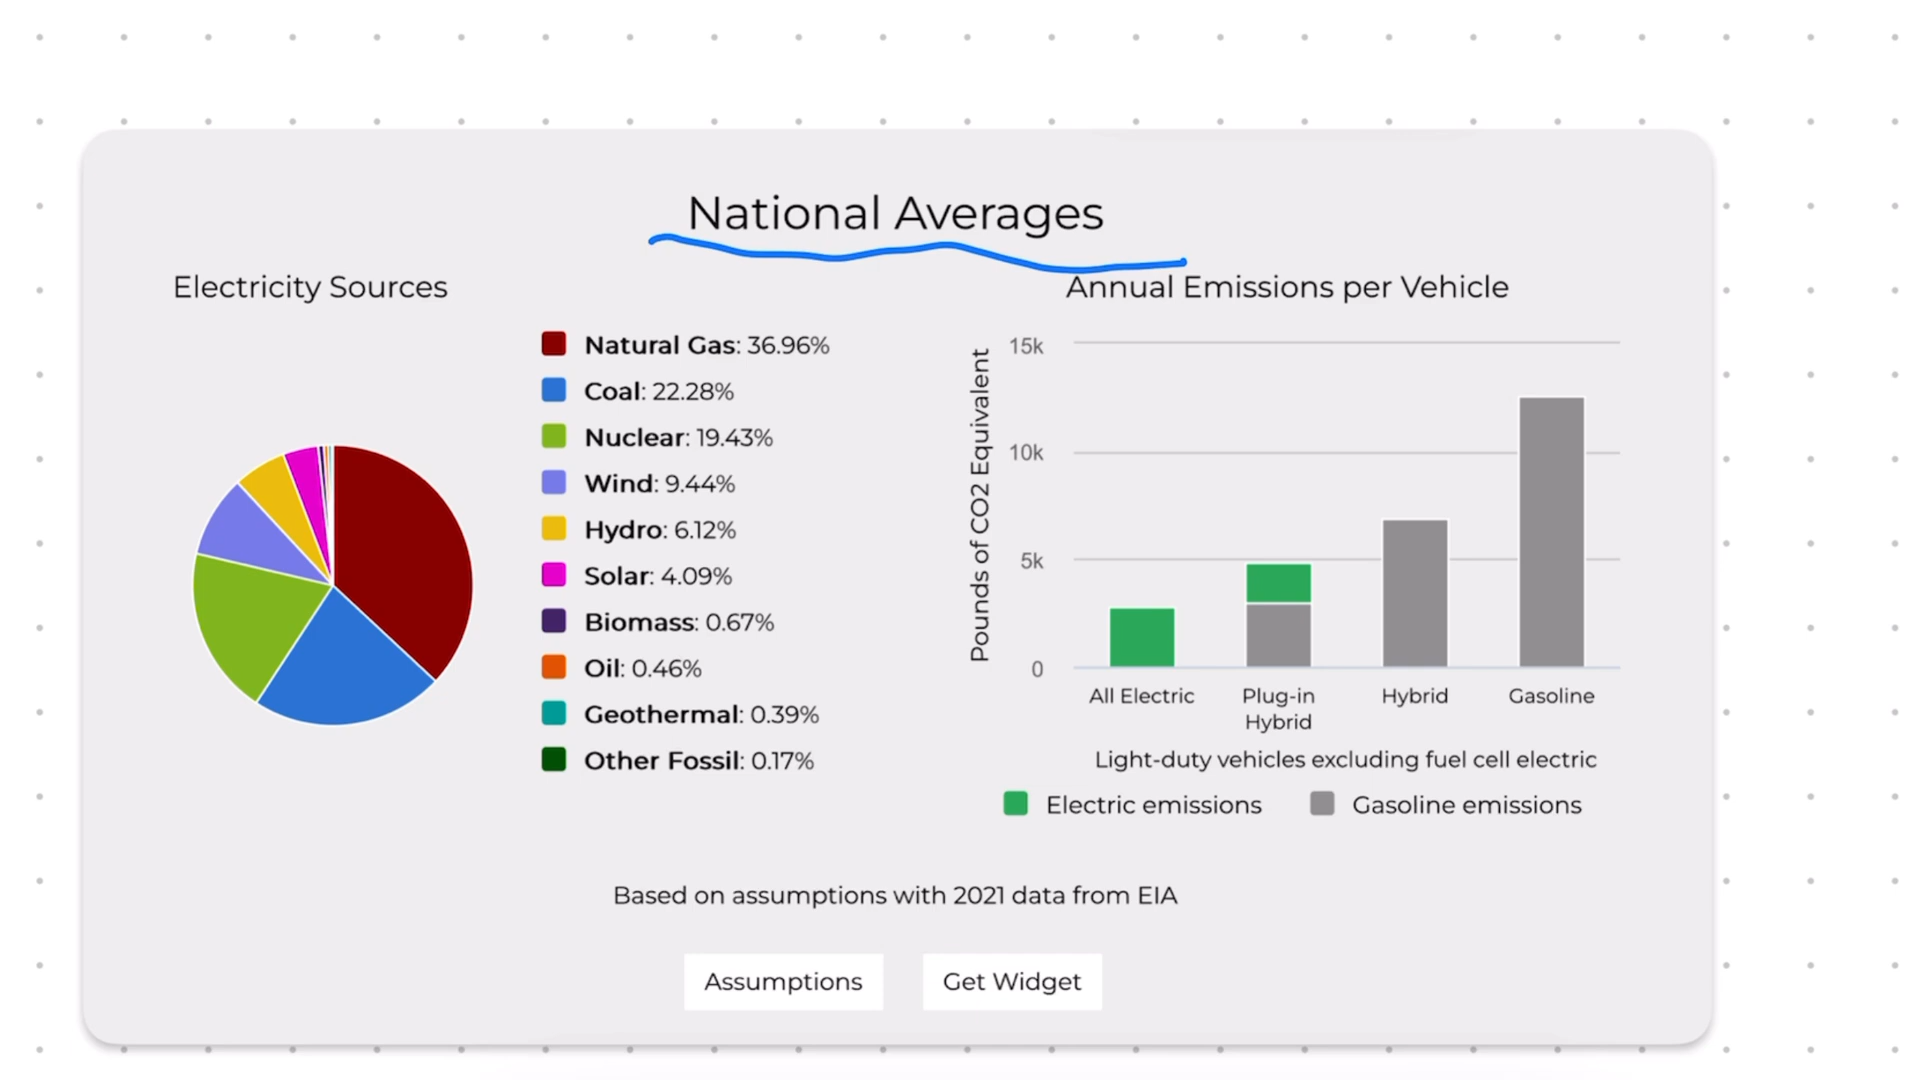 National Averages
Electricity Sources
Natural Gas: 36.96%
Coal: 22.28%
Nuclear: 19.43%
Wind: 9.44%
Hydro: 6.12%
Solar: 4.09%
Biomass: 0.67%
Oil: 0.46%
Geothermal: 0.39%
Other Fossil: 0.17%
Annual Emissions per Vehicle
Pounds of CO2 Equivalent
15k
10k
5k
0
All Electric
Plug-in
Hybrid
Hybrid
Gasoline
Light-duty vehicles excluding fuel cell electric
Electric emissions
Gasoline emissions
Based on assumptions with 2021 data from EIA
Assumptions
Get Widget